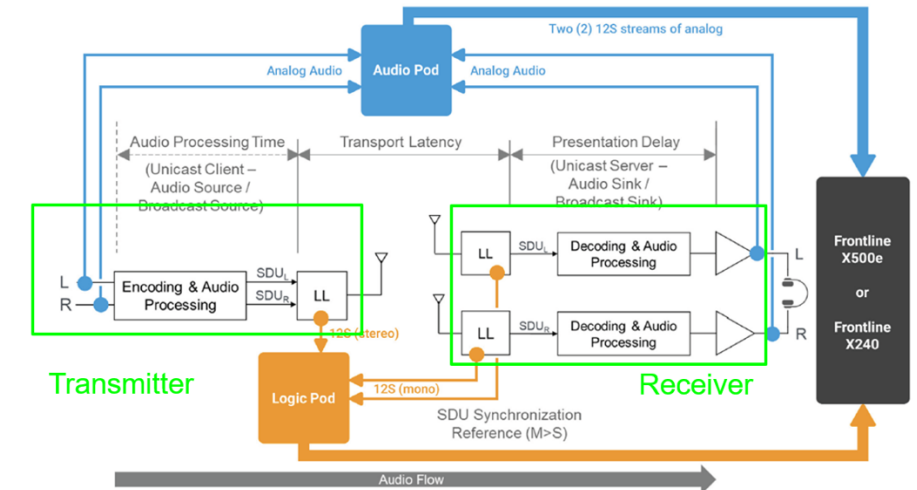 Two (2) 12S streams of analog
Analog Audio
Audio Pod
Analog Audio
Audio Processing Time
Transport Latency
Presentation Delay
(Unicast Client –
Audio Source /
Broadcast Source)
(Unicast Server –
Audio Sink /
Broadcast Sink)
Frontline
X500e
or
Frontline
X240
L
R
Encoding & Audio
Processing
SDUL
SDUR
LL
LL
SDUL
Decoding & Audio
Processing
L
LL
SDUR
Decoding & Audio
Processing
R
12S (stereo)
Transmitter
Logic Pod
12S (mono)
Receiver
SDU Synchronization
Reference (M>S)
Audio Flow